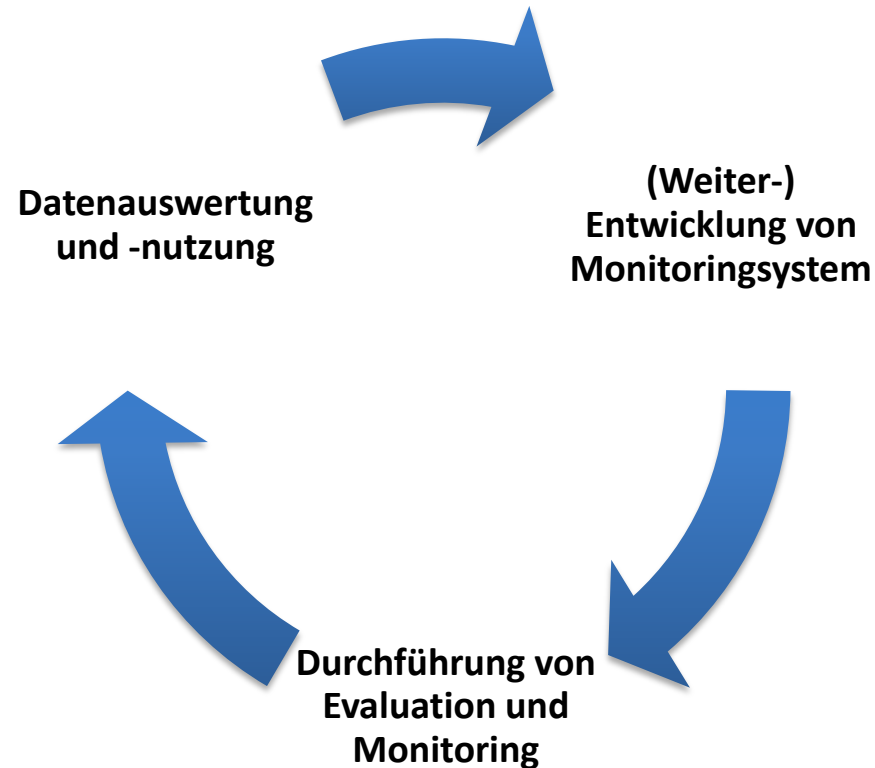 Datenauswertung
und -nutzung
(Weiter-)
Entwicklung von
Monitoringsystem
Durchführung von
Evaluation und
Monitoring